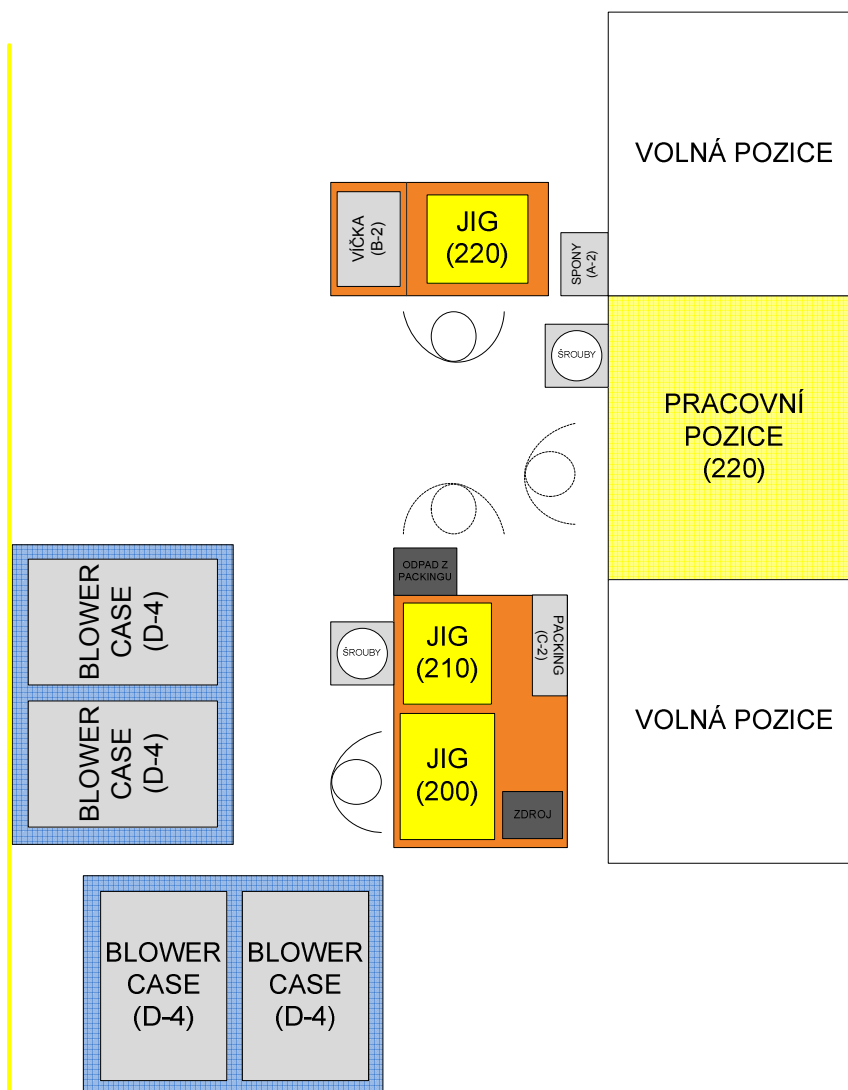 VOLNÁ POZICE
VÍČKA
(B-2)
JIG
(220)
SPONY
(A-2)
ŠROUBY
PRACOVNÍ
POZICE
(220)
ODPAD Z
PACKINGU
BLOWER
CASE
(D-4)
ŠROUBY
JIG
(210)
PACKING
(C-2)
VOLNÁ POZICE
BLOWER
CASE
(D-4)
JIG
(200)
ZDROJ
BLOWER
CASE
(D-4)
BLOWER
CASE
(D-4)